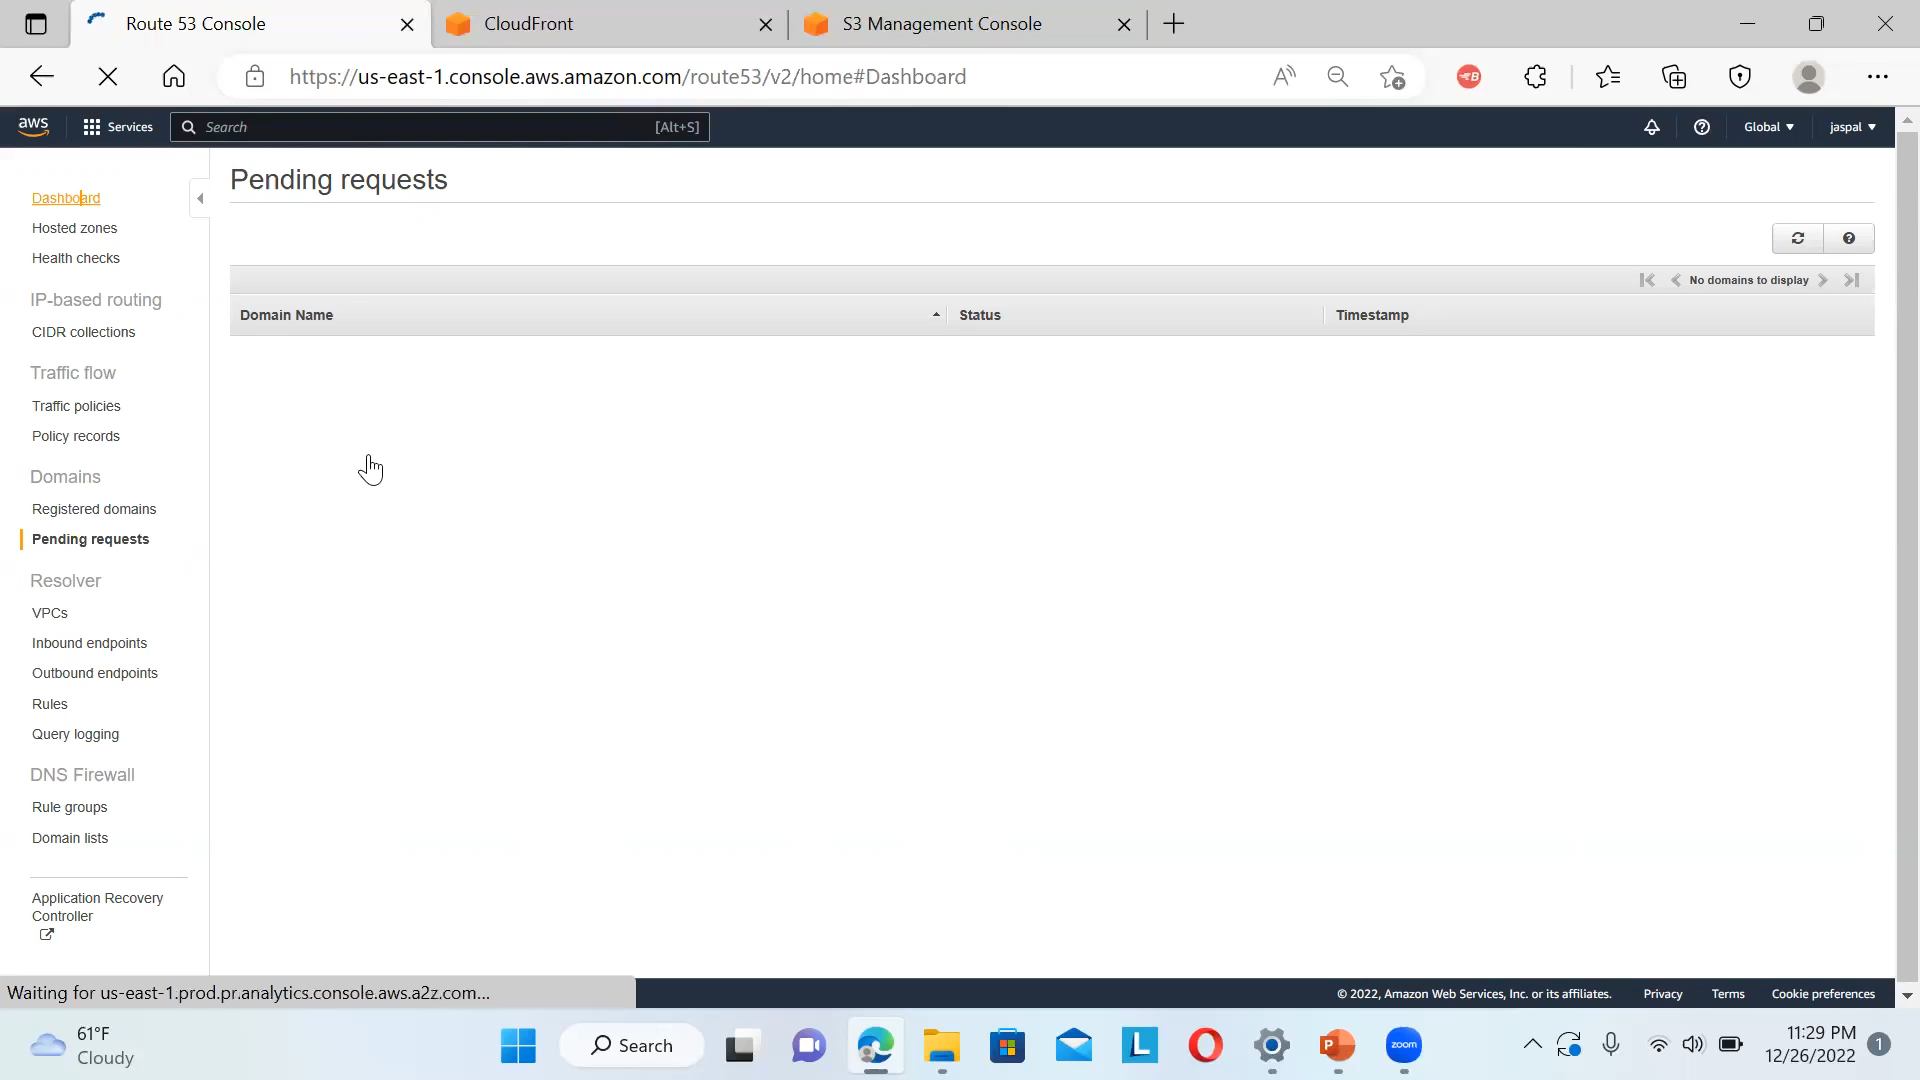 Route 53 Console
CloudFront
S3 Management Console
https://us-east-1.console.aws.amazon.com/route53/v2/home#Dashboard
aws
Services
Search
[Alt+S]
Global
jaspal
Dashboard
Hosted zones
Health checks
IP-based routing
CIDR collections
Traffic flow
Traffic policies
Policy records
Domains
Registered domains
Pending requests
Resolver
VPCs
Inbound endpoints
Outbound endpoints
Rules
Query logging
DNS Firewall
Rule groups
Domain lists
Application Recovery
Controller
Pending requests
No domains to display
Domain Name
Status
Timestamp
Waiting for us-east-1.prod.pr.analytics.console.aws.a2z.com...
© 2022, Amazon Web Services, Inc. or its affiliates.
Privacy
Terms
Cookie preferences
61°F
Cloudy
Search
L
P
zoom
11:29 PM
12/26/2022
1